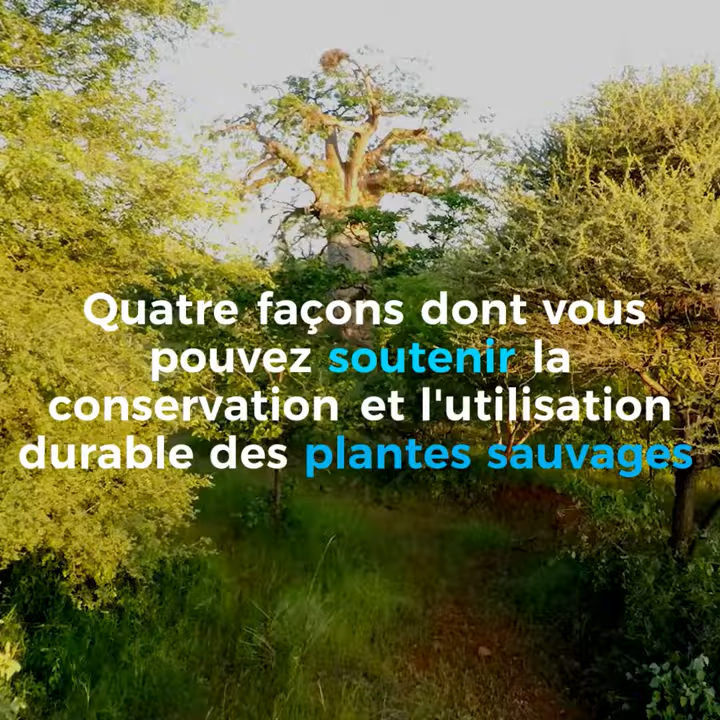 Quatre façons dont vous
pouvez soutenir la
conservation et l'utilisation
durable des plantes sauvages